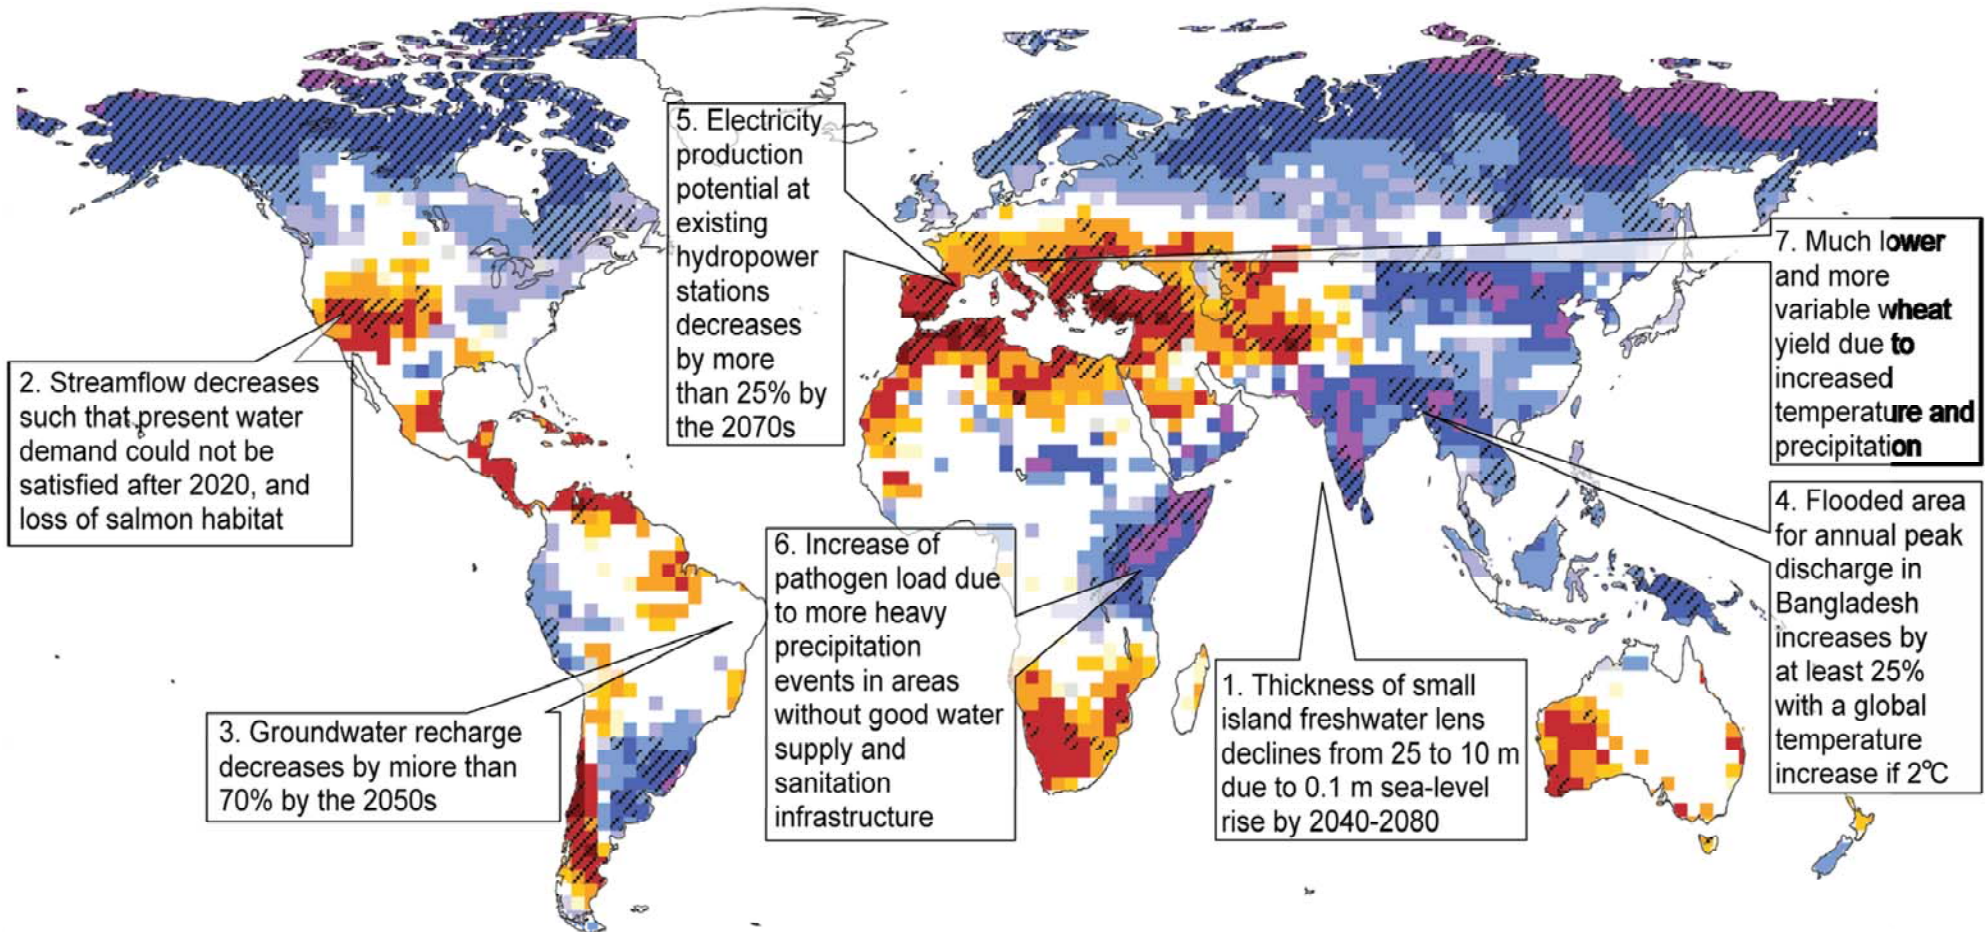 5. Electricity
production
potential at
existing
hydropower
stations
decreases
by more
than 25% by
the 2070s
7. Much lower
and more
variable wheat
yield due to
increased
temperature and
precipitation
2. Streamflow decreases
such that present water
demand could not be
satisfied after 2020, and
loss of salmon habitat
4. Flooded area
for annual peak
discharge in
Bangladesh
increases by
at least 25%
with a global
temperature
increase if 2°C
6. Increase of
pathogen load due
to more heavy
precipitation
events in areas
without good water
supply and
sanitation
infrastructure
1. Thickness of small
island freshwater lens
declines from 25 to 10 m
due to 0.1 m sea-level
rise by 2040-2080
3. Groundwater recharge
decreases by miore than
70% by the 2050s